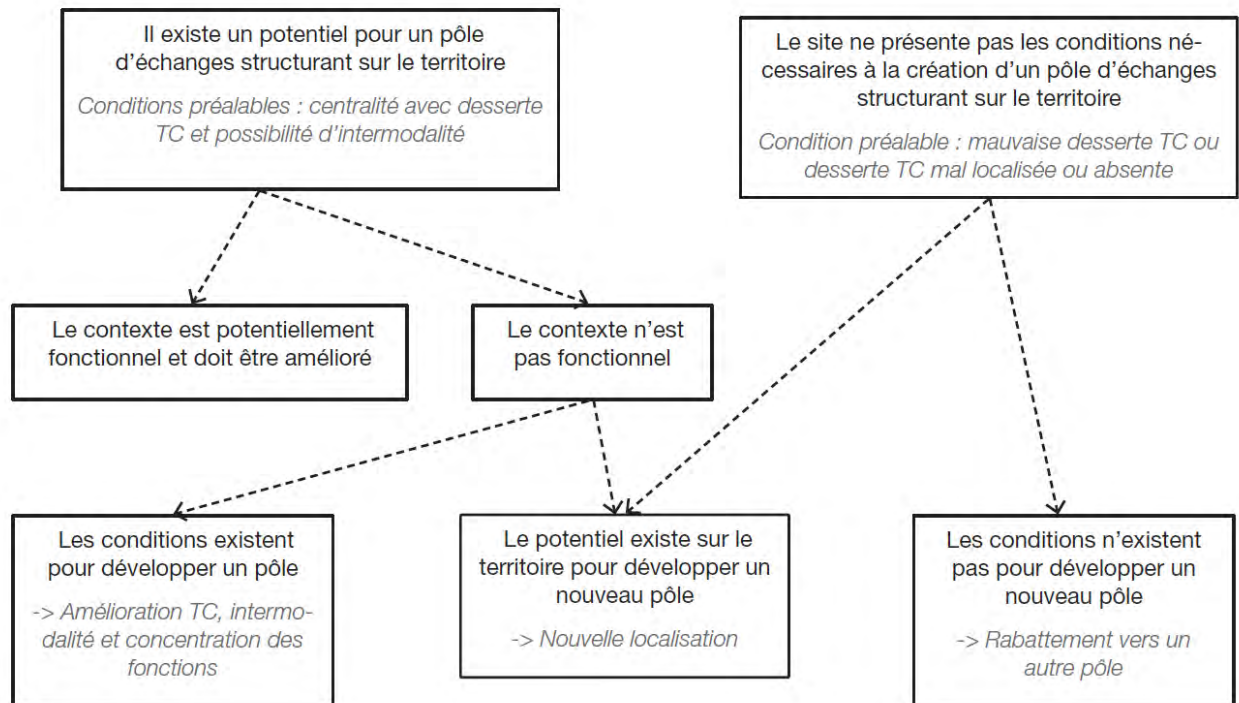 Il existe un potentiel pour un pôle
d'échanges structurant sur le territoire
Conditions préalables : centralité avec desserte
TC et possibilité d'intermodalité
Le site ne présente pas les conditions né-
cessaires à la création d'un pôle d'échanges
structurant sur le territoire
Condition préalable : mauvaise desserte TC ou
desserte TC mal localisée ou absente
Le contexte est potentiellement
fonctionnel et doit être amélioré
Le contexte n'est
pas fonctionnel
Les conditions existent
pour développer un pôle
-> Amélioration TC, intermo-
dalité et concentration des
fonctions
Le potentiel existe sur le
territoire pour développer un
nouveau pôle
-> Nouvelle localisation
Les conditions n'existent
pas pour développer un
nouveau pôle
-> Rabattement vers un
autre pôle